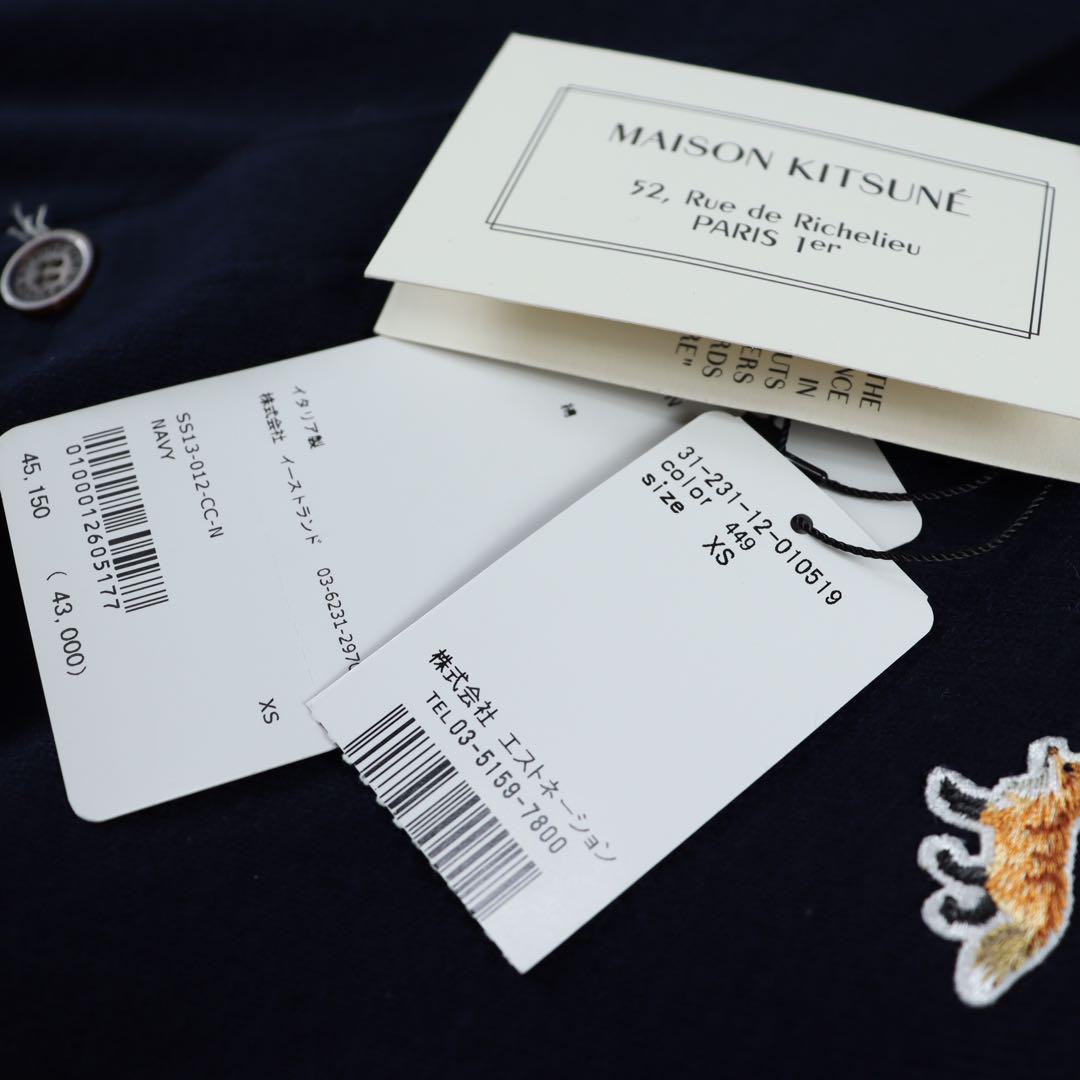 MAISON KITSUNÉ
52, Rue de Richelieu
PARIS 1er
THE
NCE
IN
UTS
ERS
RDS
RE"
イタリア製
株式会社 イーストランド 03-6231-297
綿
SS13-012-CC-N
NAVY
0100012605177
45,150 (43,000)
XS
31-231-12-010519
color 449
size XS
株式会社 エストネーション
TEL03-5159-7800